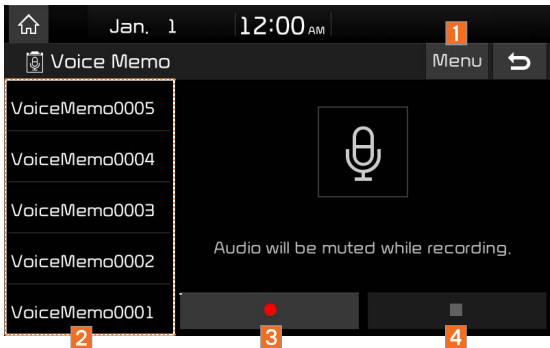 Jan. 1 12:00 AM
1
Voice Memo Menu
VoiceMemo0005
VoiceMemo0004
VoiceMemo0003
VoiceMemo0002
VoiceMemo0001
Audio will be muted while recording.
2 3 4